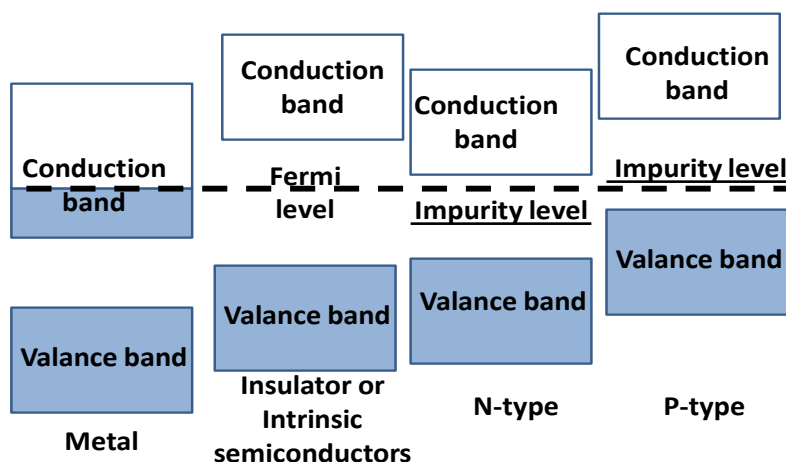 Conduction
band
Valance band
Metal
Conduction
band
Fermi
level
Valance band
Insulator or
Intrinsic
semiconductors
Conduction
band
Impurity level
Valance band
N-type
Conduction
band
Impurity level
Valance band
P-type